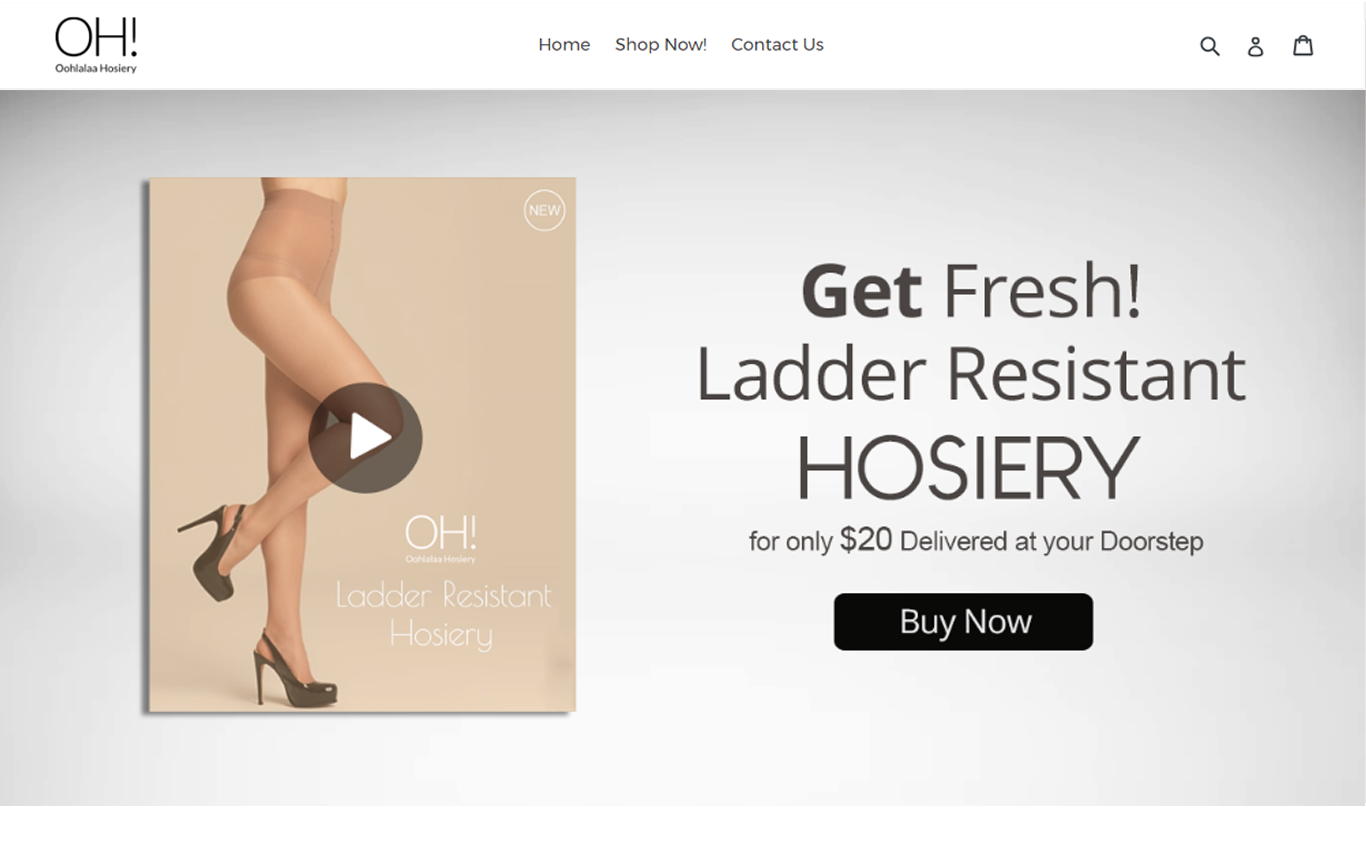 OH!
Oohlalaa Hosiery
Home Shop Now! Contact Us
NEW
OH!
Oohlalaa Hosiery
Ladder Resistant
Hosiery
Get Fresh!
Ladder Resistant
HOSIERY
for only $20 Delivered at your Doorstep
Buy Now